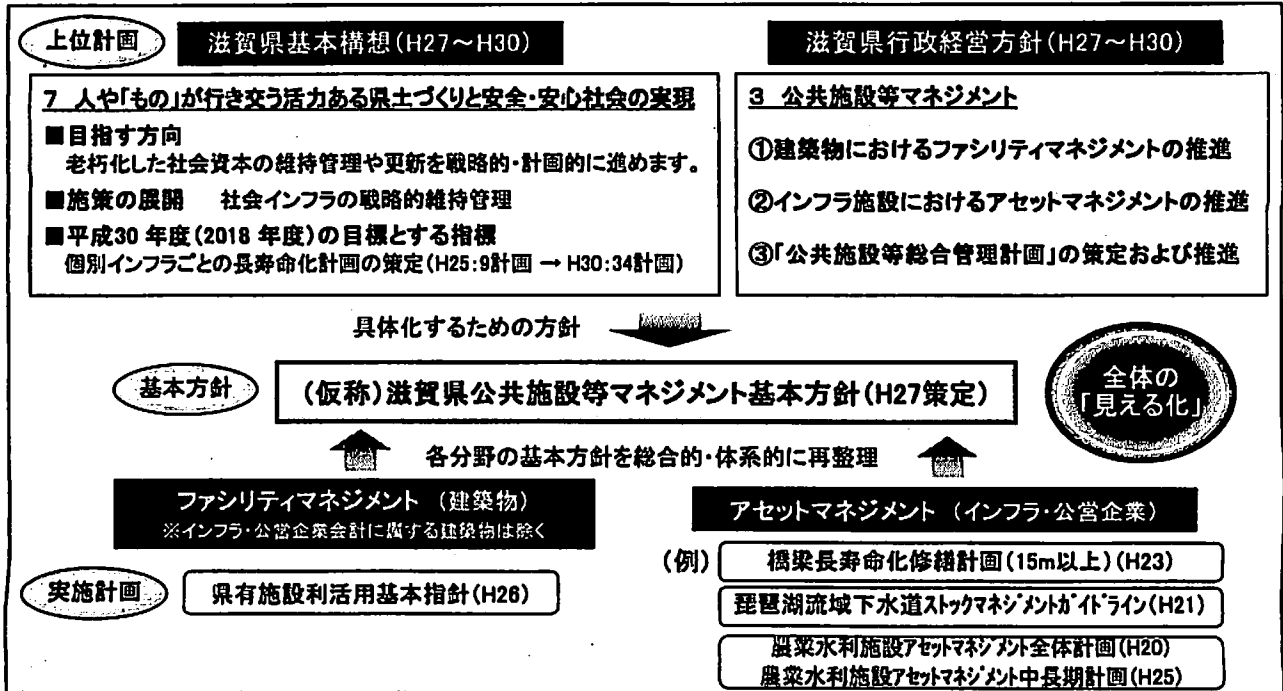 上位計画
滋賀県基本構想(H27～H30)
滋賀県行政経営方針(H27～H30)
7 人や「もの」が行き交う活力ある県土づくりと安全・安心社会の実現
■目指す方向
老朽化した社会資本の維持管理や更新を戦略的・計画的に進めます。
■施策の展開 社会インフラの戦略的維持管理
■平成30 年度(2018 年度)の目標とする指標
個別インフラごとの長寿命化計画の策定(H25:9計画 → H30:34計画)
3 公共施設等マネジメント
①建築物におけるファシリティマネジメントの推進
②インフラ施設におけるアセットマネジメントの推進
③「公共施設等総合管理計画」の策定および推進
具体化するための方針
基本方針
(仮称)滋賀県公共施設等マネジメント基本方針(H27策定)
全体の
「見える化」
各分野の基本方針を総合的・体系的に再整理
ファシリティマネジメント (建築物)
※インフラ・公営企業会計に属する建築物は除く
アセットマネジメント (インフラ・公営企業)
実施計画
県有施設利活用基本指針(H26)
(例)
橋梁長寿命化修繕計画(15m以上)(H23)
琵琶湖流域下水道ストックマネジメントガイドライン(H21)
農業水利施設アセットマネジメント全体計画(H20)
農業水利施設アセットマネジメント中長期計画(H25)